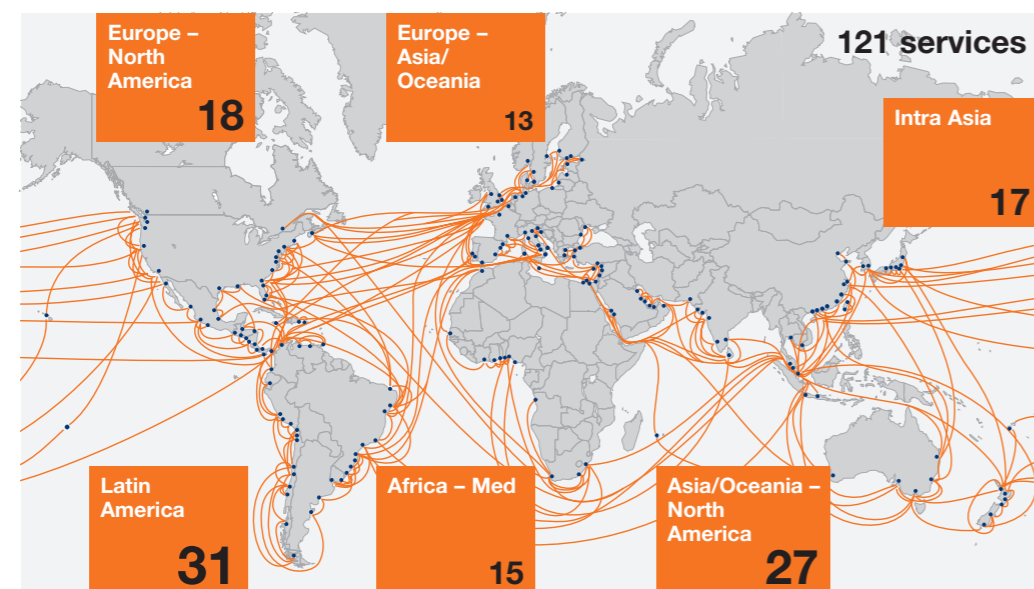 Europe –
North
America
18
Europe –
Asia/
Oceania
13
121 services
Intra Asia
17
Latin
America
31
Africa – Med
15
Asia/Oceania –
North
America
27